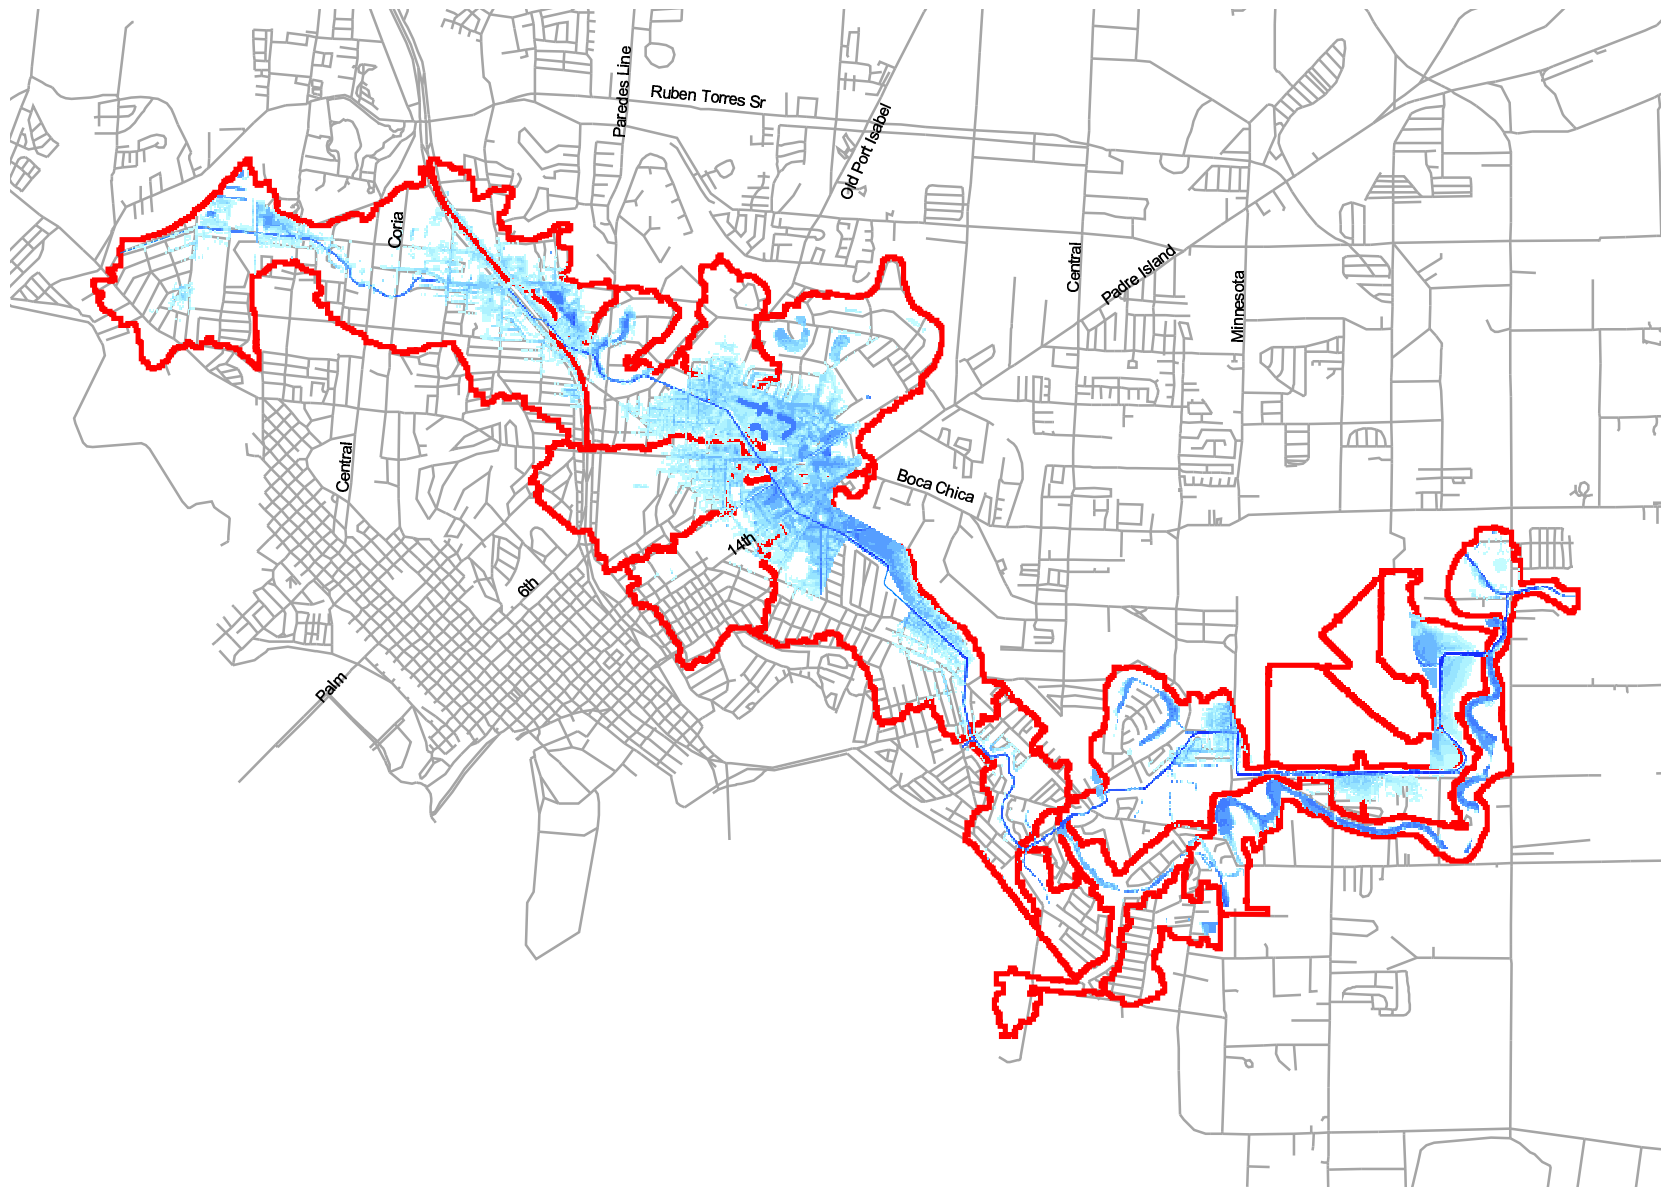 Ruben Torres Sr
Paredes Line
Old Port Isabel
Coria
Central
Padre Island
Minnesota
Central
Boca Chica
14th
6th
Palm